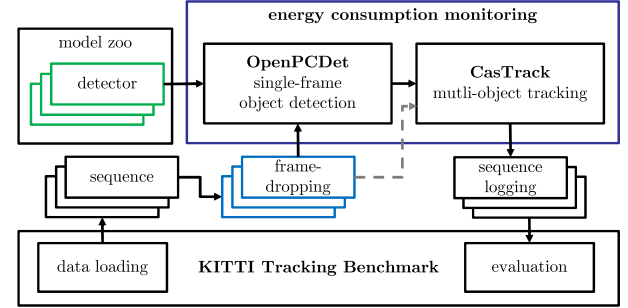 energy consumption monitoring
model zoo
detector
OpenPCDet
single-frame
object detection
CasTrack
mutli-object tracking
sequence
frame-
dropping
sequence
logging
data loading
KITTI Tracking Benchmark
evaluation